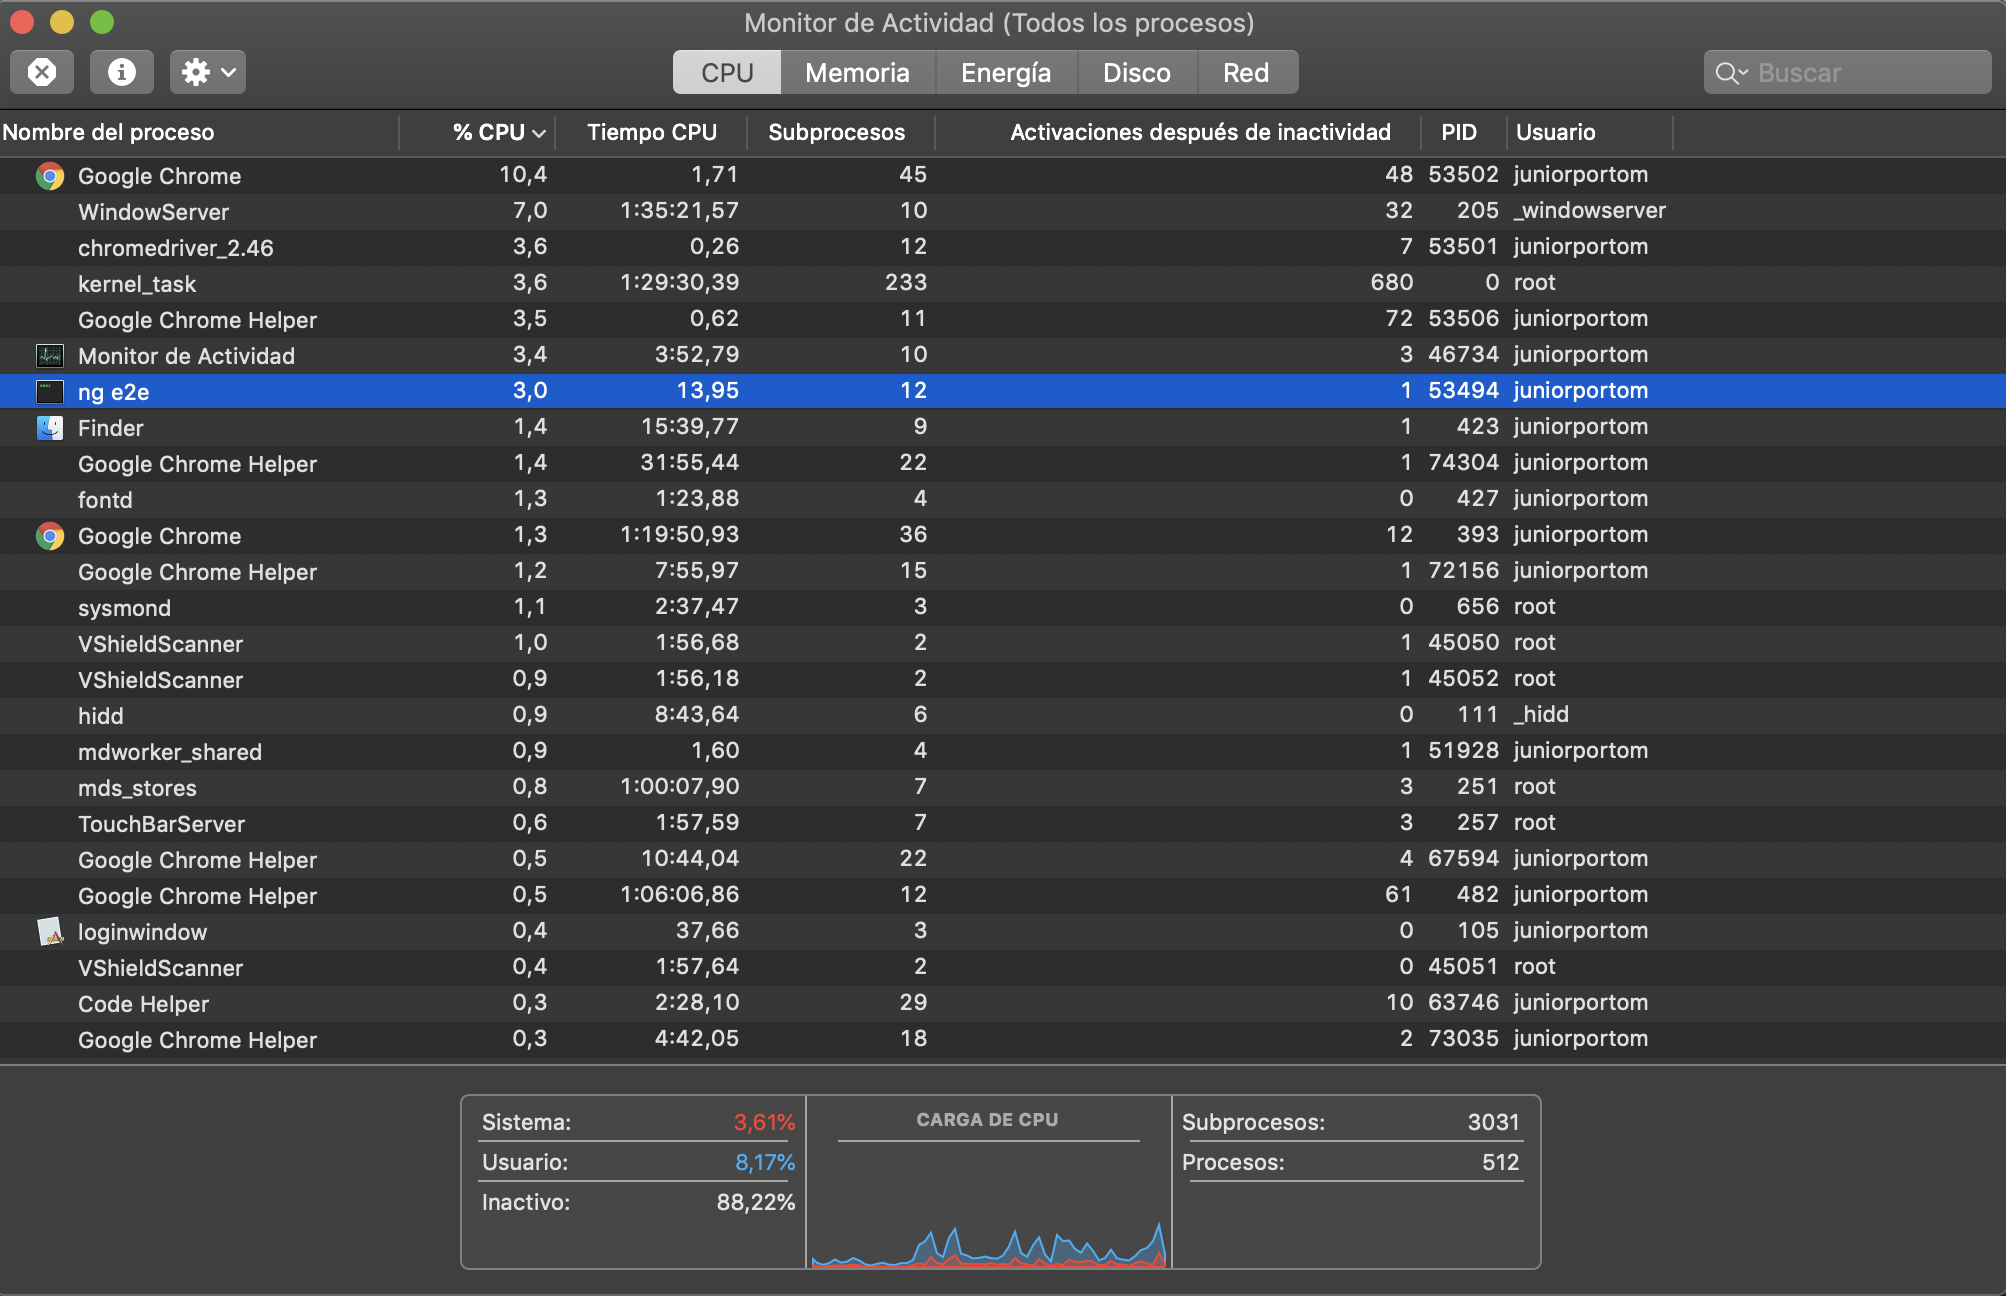 Monitor de Actividad (Todos los procesos)
CPU Memoria Energía Disco Red Buscar
Nombre del proceso % CPU Tiempo CPU Subprocesos Activaciones después de inactividad PID Usuario
Google Chrome 10,4 1,71 45 48 53502 juniorportom
WindowServer 7,0 1:35:21,57 10 32 205 _windowserver
chromedriver_2.46 3,6 0,26 12 7 53501 juniorportom
kernel_task 3,6 1:29:30,39 233 680 0 root
Google Chrome Helper 3,5 0,62 11 72 53506 juniorportom
Monitor de Actividad 3,4 3:52,79 10 3 46734 juniorportom
ng e2e 3,0 13,95 12 1 53494 juniorportom
Finder 1,4 15:39,77 9 1 423 juniorportom
Google Chrome Helper 1,4 31:55,44 22 1 74304 juniorportom
fontd 1,3 1:23,88 4 0 427 juniorportom
Google Chrome 1,3 1:19:50,93 36 12 393 juniorportom
Google Chrome Helper 1,2 7:55,97 15 1 72156 juniorportom
sysmond 1,1 2:37,47 3 0 656 root
VShieldScanner 1,0 1:56,68 2 1 45050 root
VShieldScanner 0,9 1:56,18 2 1 45052 root
hidd 0,9 8:43,64 6 0 111 _hidd
mdworker_shared 0,9 1,60 4 1 51928 juniorportom
mds_stores 0,8 1:00:07,90 7 3 251 root
TouchBarServer 0,6 1:57,59 7 3 257 root
Google Chrome Helper 0,5 10:44,04 22 4 67594 juniorportom
Google Chrome Helper 0,5 1:06:06,86 12 61 482 juniorportom
loginwindow 0,4 37,66 3 0 105 juniorportom
VShieldScanner 0,4 1:57,64 2 0 45051 root
Code Helper 0,3 2:28,10 29 10 63746 juniorportom
Google Chrome Helper 0,3 4:42,05 18 2 73035 juniorportom
Sistema: 3,61% CARGA DE CPU Subprocesos: 3031
Usuario: 8,17% Procesos: 512
Inactivo: 88,22%